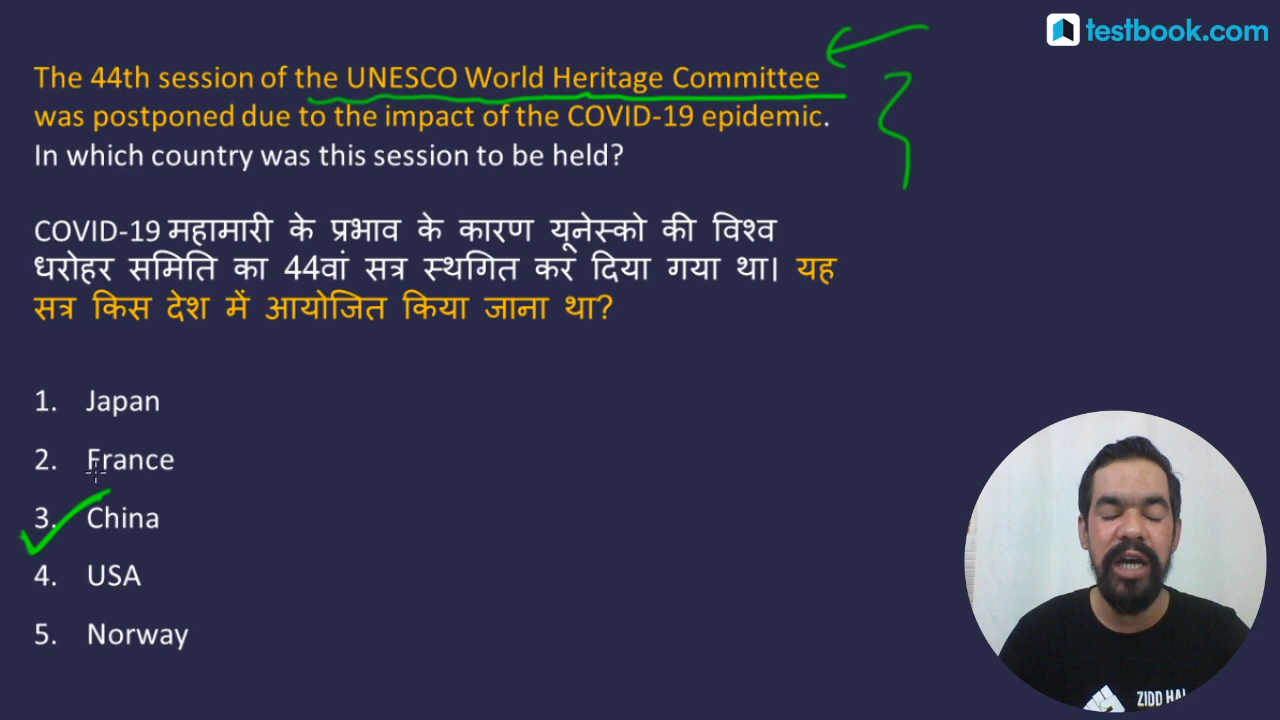 testbook.com
The 44th session of the UNESCO World Heritage Committee
was postponed due to the impact of the COVID-19 epidemic.
In which country was this session to be held?
COVID-19 महामारी के प्रभाव के कारण यूनेस्को की विश्व
धरोहर समिति का 44वां सत्र स्थगित कर दिया गया था। यह
सत्र किस देश में आयोजित किया जाना था?
1. Japan
2. France
3. China
4. USA
5. Norway
ZIDD HAI